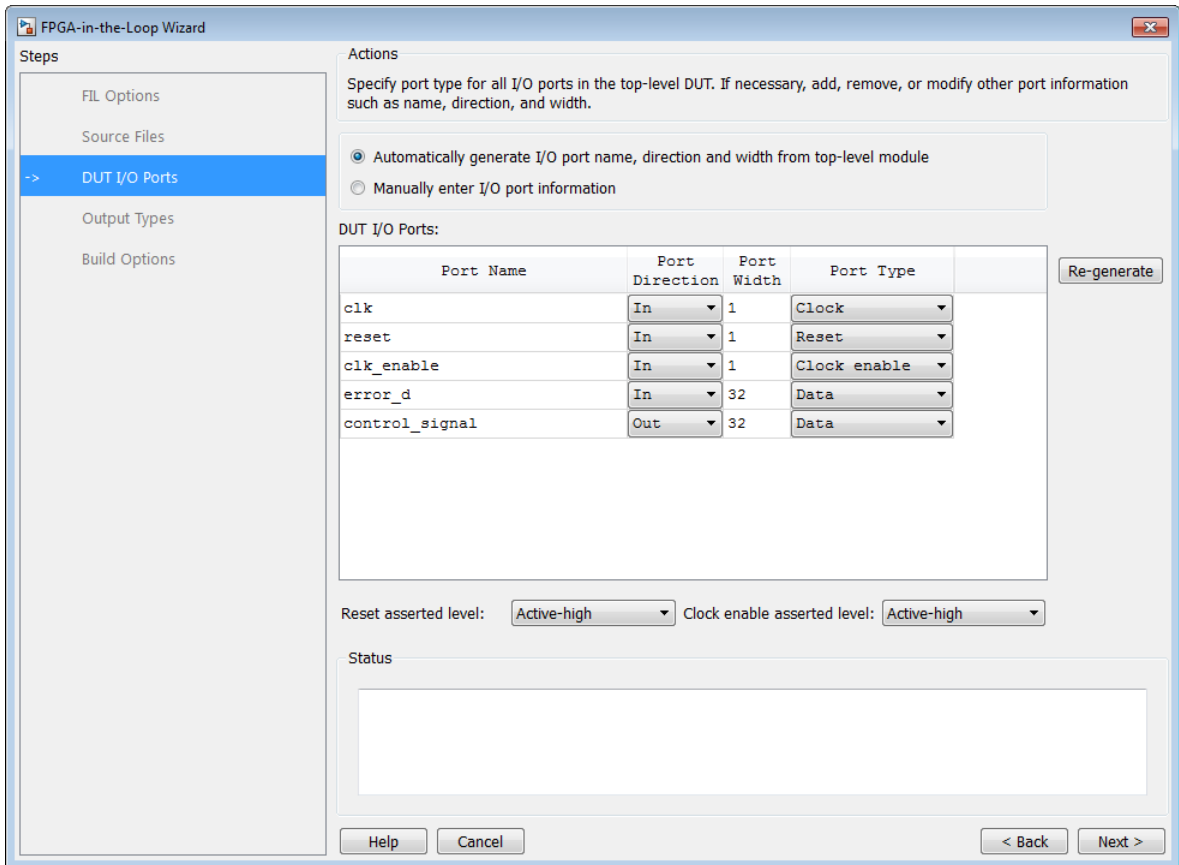 FPGA-in-the-Loop Wizard
Steps
FIL Options
Source Files
-> DUT I/O Ports
Output Types
Build Options
Actions
Specify port type for all I/O ports in the top-level DUT. If necessary, add, remove, or modify other port information
such as name, direction, and width.
Automatically generate I/O port name, direction and width from top-level module
Manually enter I/O port information
DUT I/O Ports:
Port Name Port Direction Port Width Port Type
clk In 1 Clock
reset In 1 Reset
clk_enable In 1 Clock enable
error_d In 32 Data
control_signal Out 32 Data
Re-generate
Reset asserted level: Active-high Clock enable asserted level: Active-high
Status
Help Cancel < Back Next >